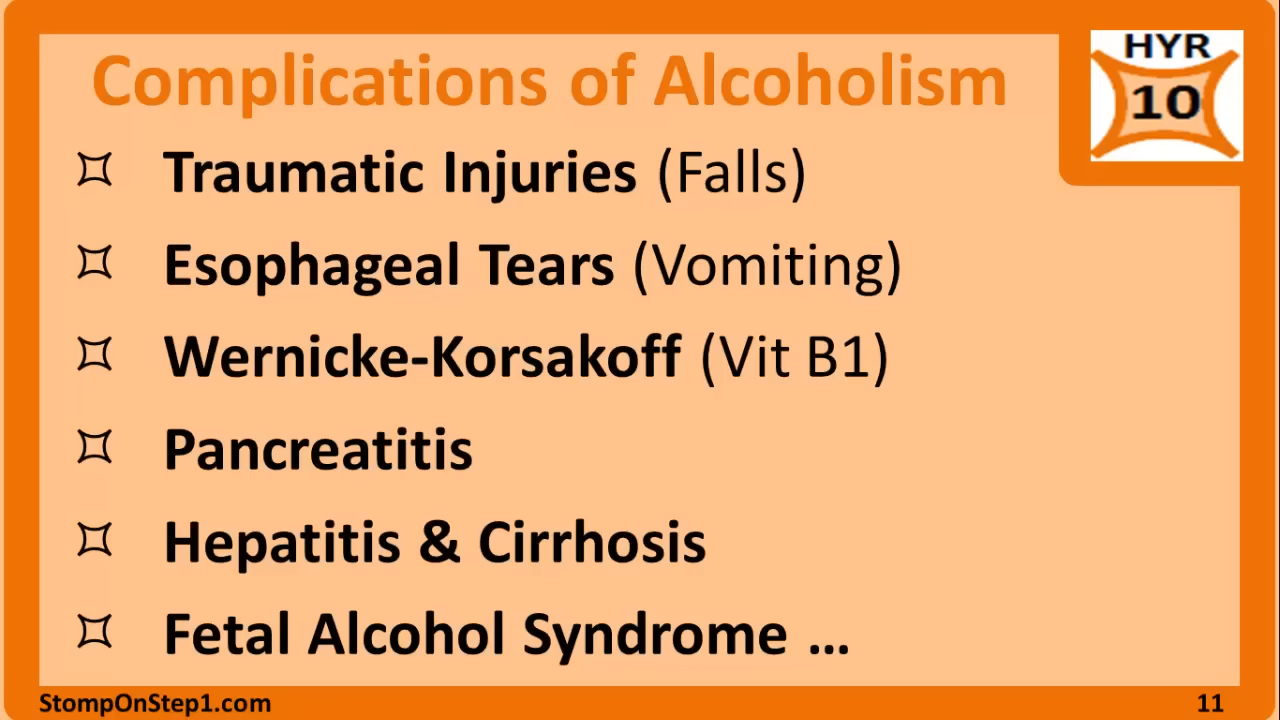 Complications of Alcoholism
HYR
10
Traumatic Injuries (Falls)
Esophageal Tears (Vomiting)
Wernicke-Korsakoff (Vit B1)
Pancreatitis
Hepatitis & Cirrhosis
Fetal Alcohol Syndrome ...
StompOnStep1.com
11